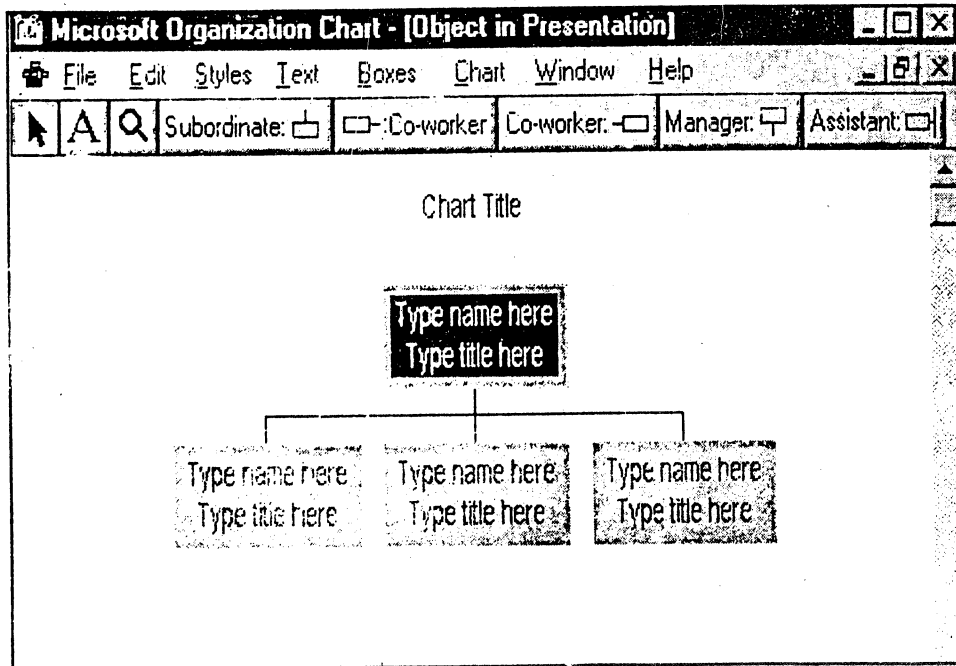 Microsoft Organization Chart - [Object in Presentation]
File Edit Styles Text Boxes Chart Window Help
A Subordinate: :Co-worker Co-worker: Manager: Assistant:
Chart Title
Type name here
Type title here
Type name here Type name here Type name here
Type title here Type title here Type title here